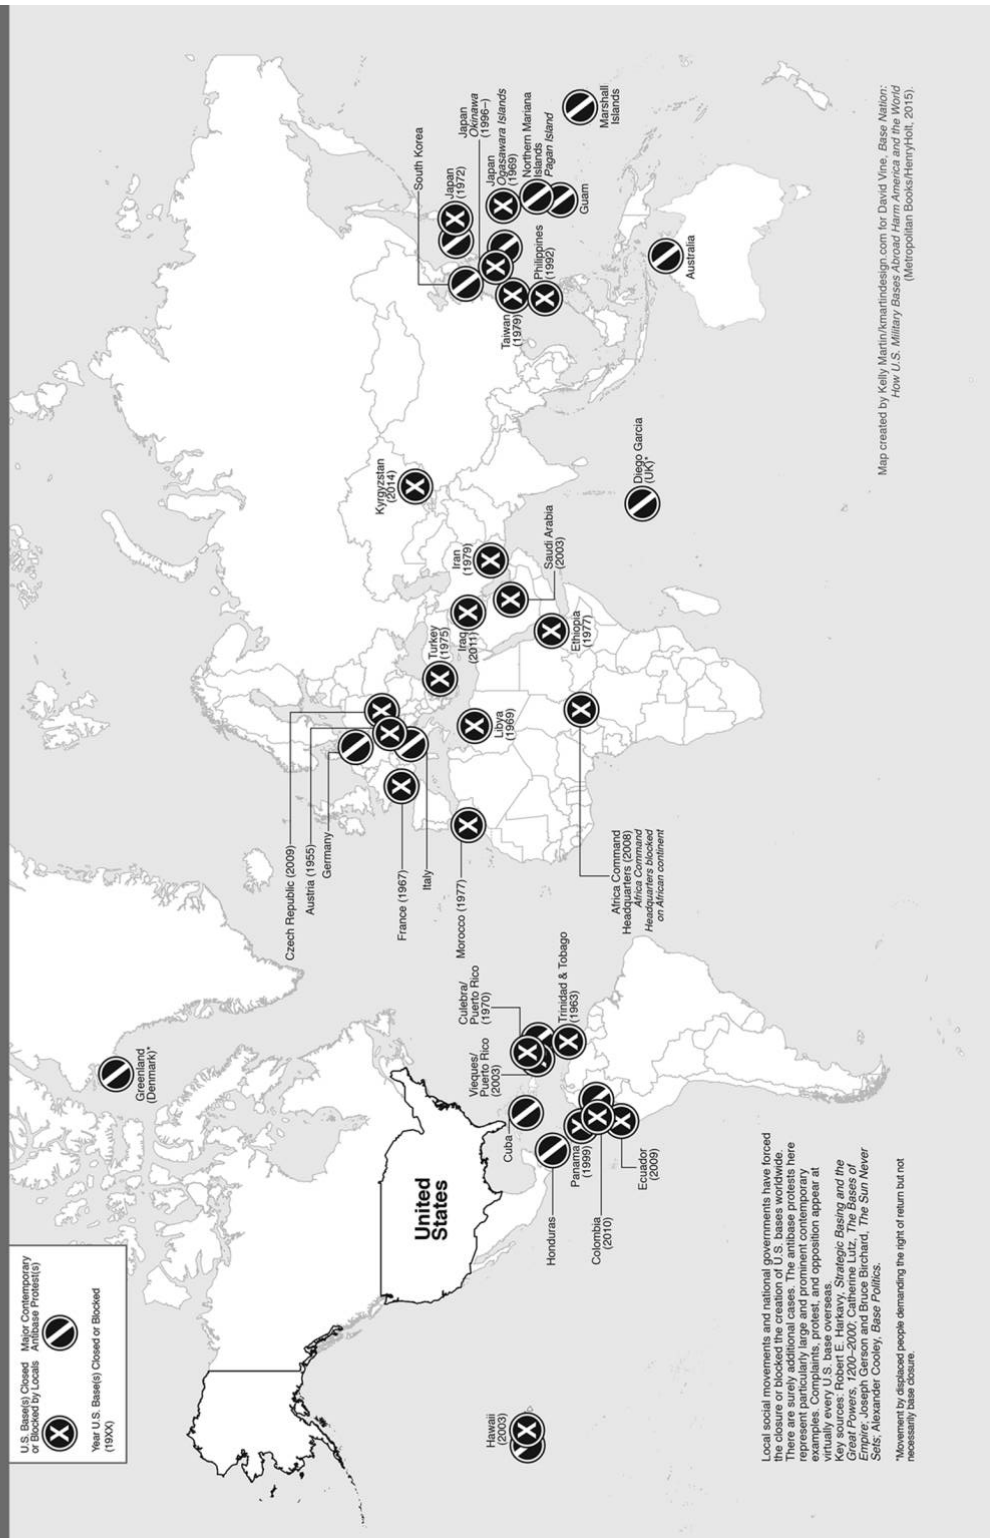 U.S. Base(s) Closed
or Blocked by Locals
Major Contemporary
Antibase Protest(s)
Year U.S. Base(s) Closed or Blocked
(19XX)
Greenland
(Denmark)*
United
States
Hawaii
(2003)
Cuba
Honduras
Panama
(1999)
Colombia
(2010)
Ecuador
(2009)
Vieques/
Puerto Rico
(2003)
Culebra/
Puerto Rico
(1970)
Trinidad & Tobago
(1963)
Czech Republic (2009)
Austria (1955)
Germany
France (1967)
Italy
Morocco (1977)
Africa Command
Headquarters (2008)
Africa Command
Headquarters blocked
on African continent
Libya
(1969)
Turkey
(1975)
Iraq
(2011)
Iran
(1979)
Saudi Arabia
(2003)
Ethiopia
(1977)
Kyrgyzstan
(2014)
Diego Garcia
(UK)*
South Korea
Japan
(1972)
Japan
Okinawa
(1996–)
Japan
Ogasawara Islands
(1969)
Northern Mariana
Islands
Pagan Island
Guam
Marshall
Islands
Taiwan
(1979)
Philippines
(1992)
Australia
Local social movements and national governments have forced
the closure or blocked the creation of U.S. bases worldwide.
There are surely additional cases. The antibase protests here
represent particularly large and prominent contemporary
examples. Complaints, protest, and opposition appear at
virtually every U.S. base overseas.
Key sources: Robert E. Harkavy, Strategic Basing and the
Great Powers, 1200–2000; Catherine Lutz, The Bases of
Empire; Joseph Gerson and Bruce Birchard, The Sun Never
Sets; Alexander Cooley, Base Politics.
*Movement by displaced people demanding the right of return but not
necessarily base closure.
Map created by Kelly Martin/kmartindesign.com for David Vine, Base Nation:
How U.S. Military Bases Abroad Harm America and the World
(Metropolitan Books/HenryHolt, 2015).